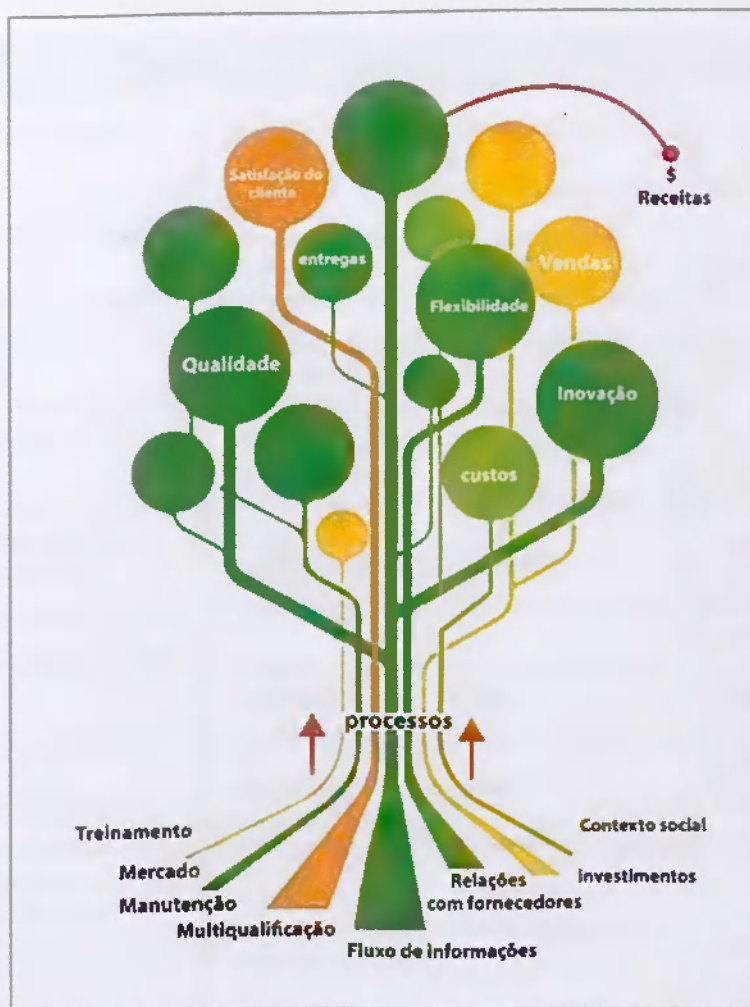 Satisfação do
cliente
$
Receitas
entregas
Vendas
Flexibilidade
Qualidade
Inovação
custos
processos
Treinamento
Contexto social
Mercado
investimentos
Manutenção
Relações
com fornecedores
Multiqualificação
Fluxo de informações